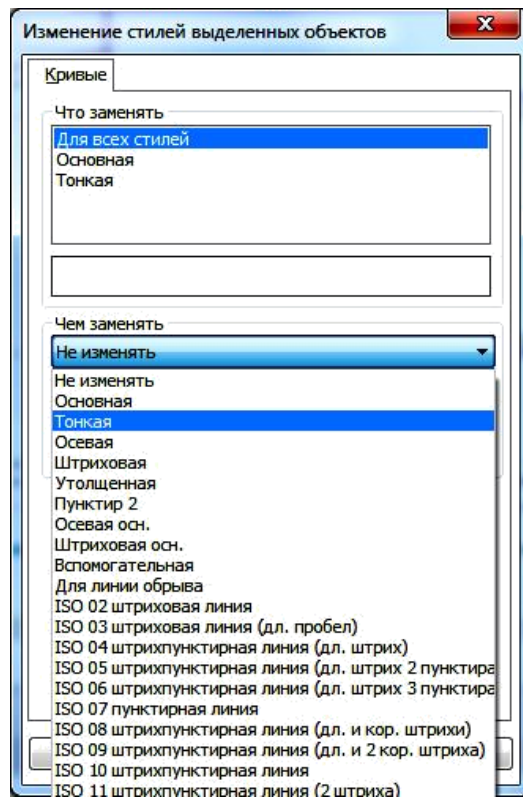 Изменение стилей выделенных объектов
Кривые
Что заменять
Для всех стилей
Основная
Тонкая
Чем заменять
Не изменять
Не изменять
Основная
Тонкая
Осевая
Штриховая
Утолщенная
Пунктир 2
Осевая осн.
Штриховая осн.
Вспомогательная
Для линии обрыва
ISO 02 штриховая линия
ISO 03 штриховая линия (дл. пробел)
ISO 04 штрихпунктирная линия (дл. штрих)
ISO 05 штрихпунктирная линия (дл. штрих 2 пунктира
ISO 06 штрихпунктирная линия (дл. штрих 3 пунктира
ISO 07 пунктирная линия
ISO 08 штрихпунктирная линия (дл. и кор. штрихи)
ISO 09 штрихпунктирная линия (дл. и 2 кор. штриха)
ISO 10 штрихпунктирная линия
ISO 11 штрихпунктирная линия (2 штриха)